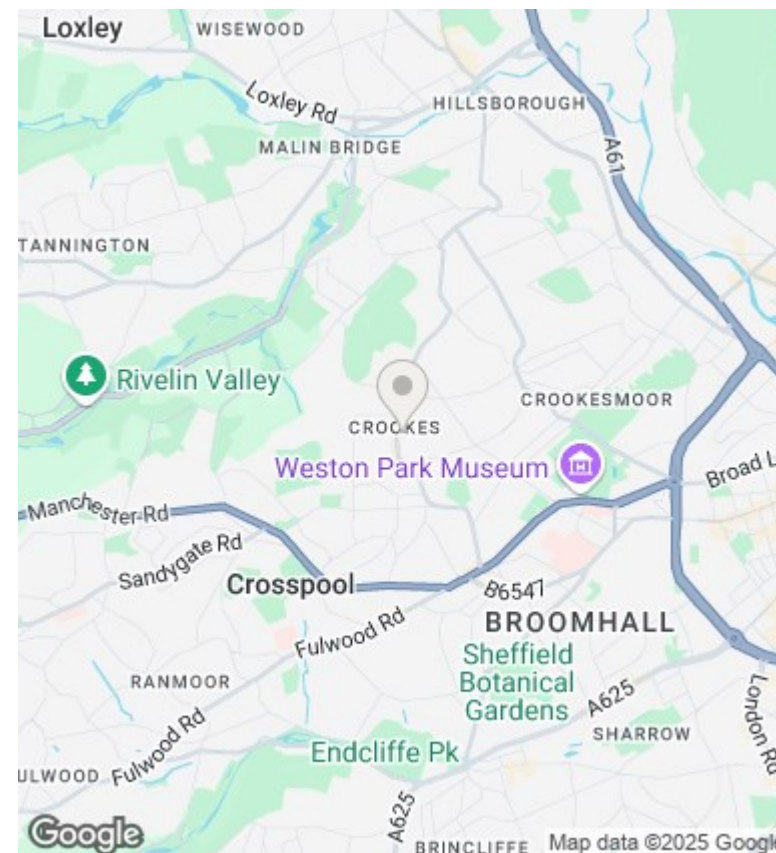 Loxley
WISEWOOD
Loxley Rd
HILLSBOROUGH
A61
MALIN BRIDGE
TANNINGTON
Rivelin Valley
CROOKES
CROOKESMOOR
Weston Park Museum
Broad L
Manchester Rd
Sandygate Rd
Crosspool
B6547
Fulwood Rd
BROOMHALL
Sheffield
Botanical
Gardens
RANMOOR
A625
London Rd
SHARROW
Fulwood Rd
ULWOOD
Endcliffe Pk
A625
BRINCLIFFE
Google
Map data ©2025 Google